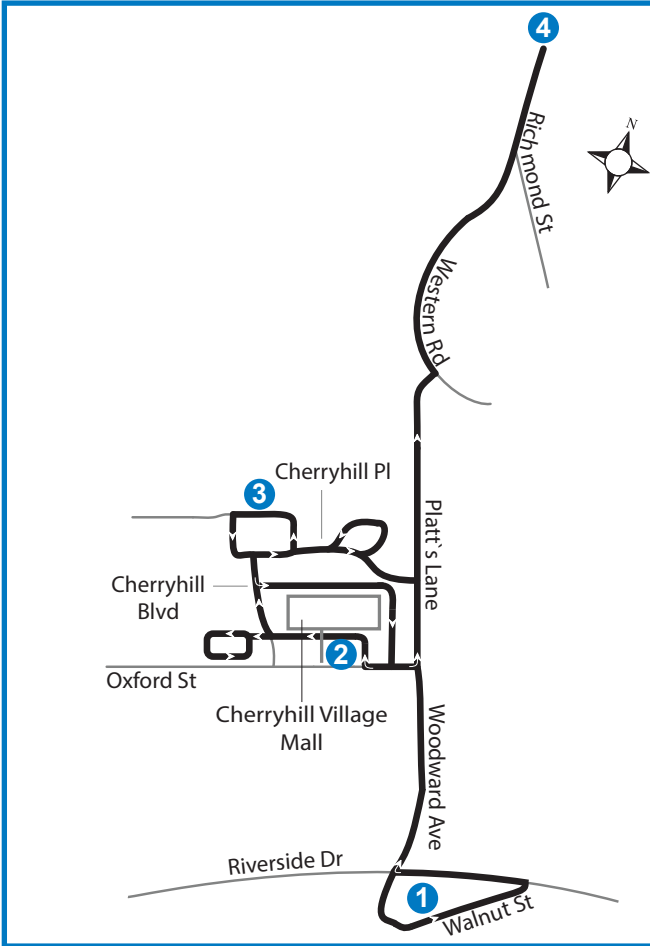 4
Richmond St
N
Western Rd
Cherryhill Pl
3
Platt`s Lane
Cherryhill
Blvd
2
Oxford St
Cherryhill Village
Mall
Woodward Ave
Riverside Dr
1
Walnut St